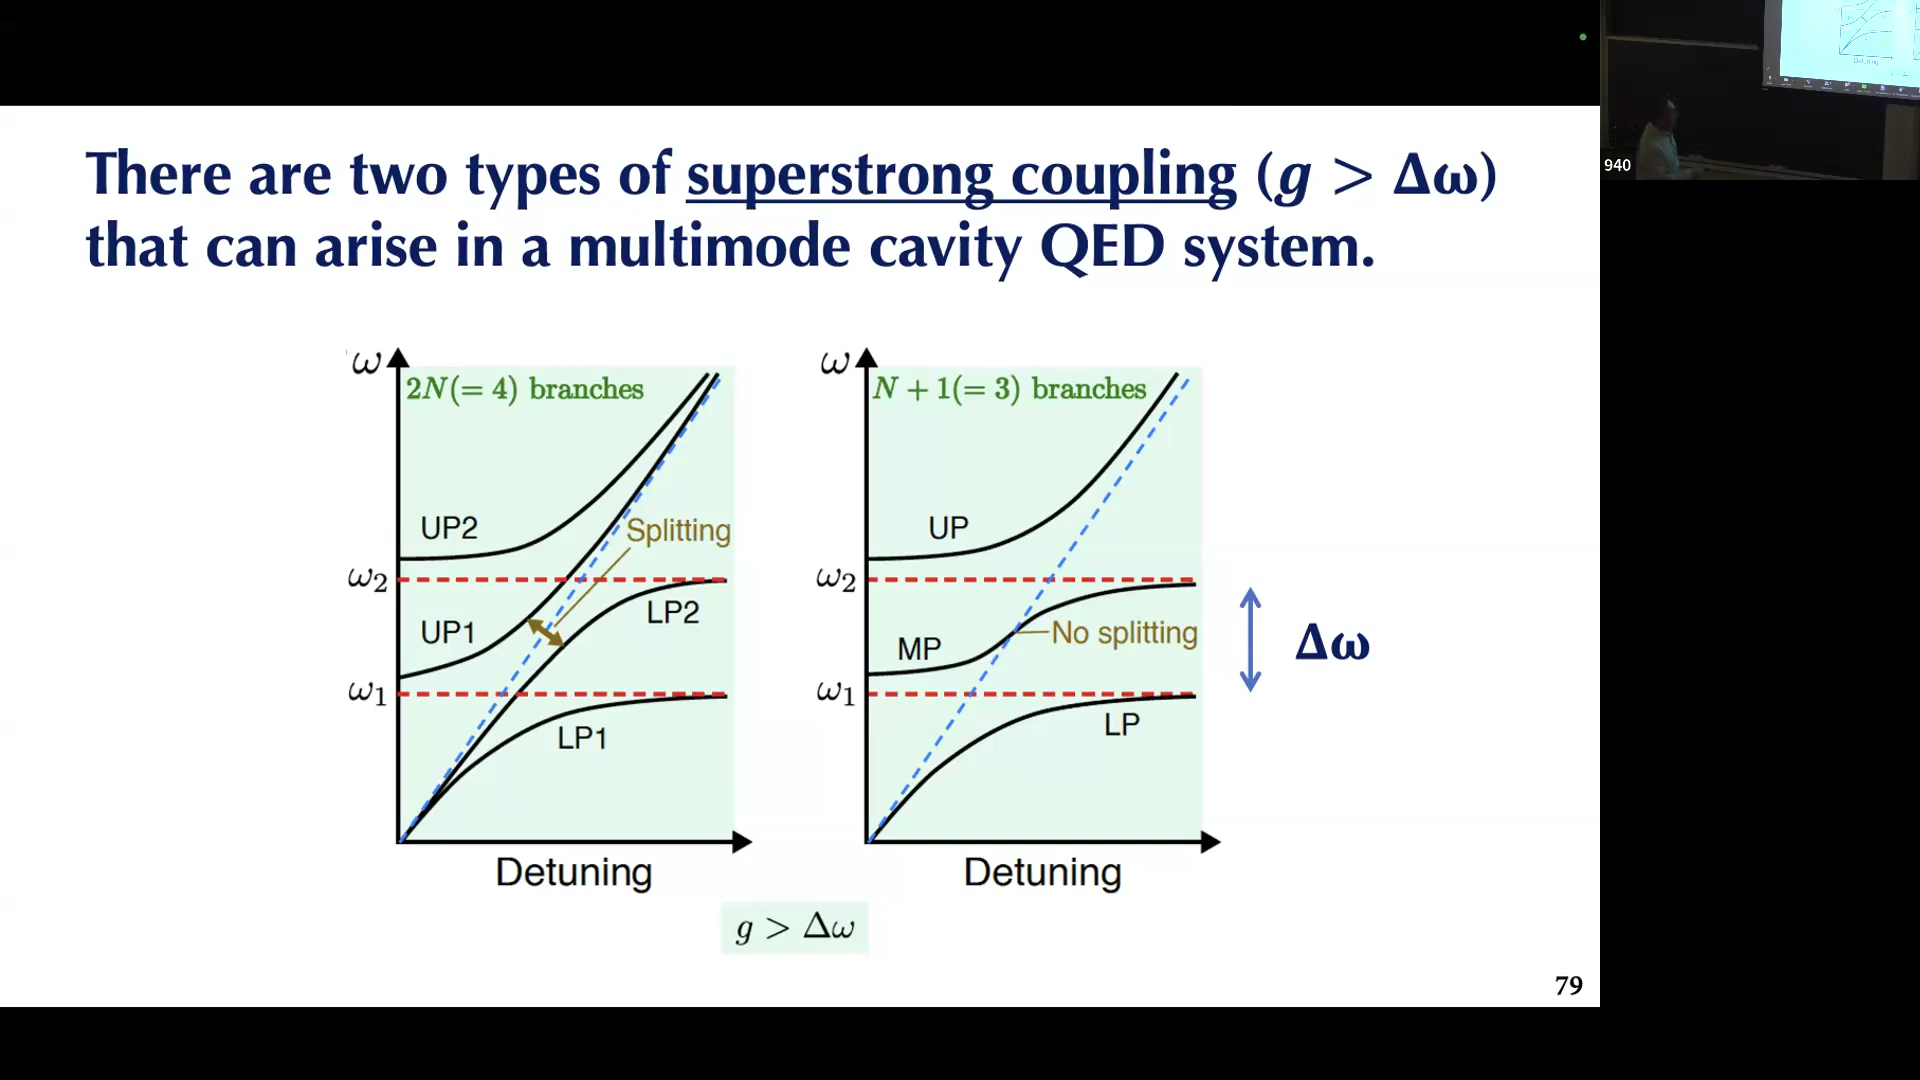 There are two types of superstrong coupling (g > Δω)
that can arise in a multimode cavity QED system.
ω
2N(= 4) branches
UP2
Splitting
ω₂
LP2
UP1
ω₁
LP1
Detuning
ω
N + 1(= 3) branches
UP
ω₂
No splitting
MP
ω₁
LP
Detuning
Δω
g > Δω
79
940